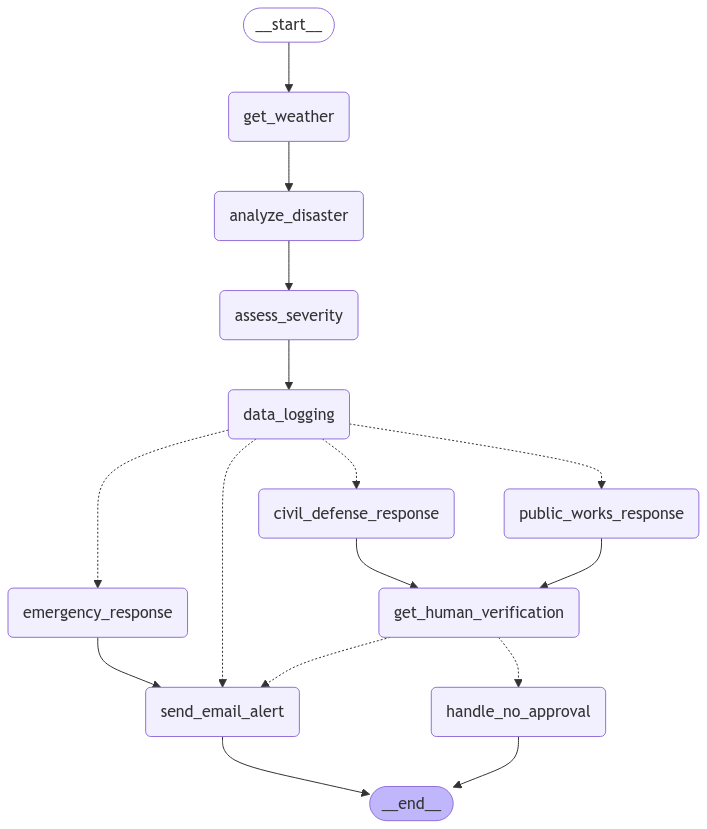 __start__
get_weather
analyze_disaster
assess_severity
data_logging
civil_defense_response
public_works_response
emergency_response
get_human_verification
send_email_alert
handle_no_approval
__end__